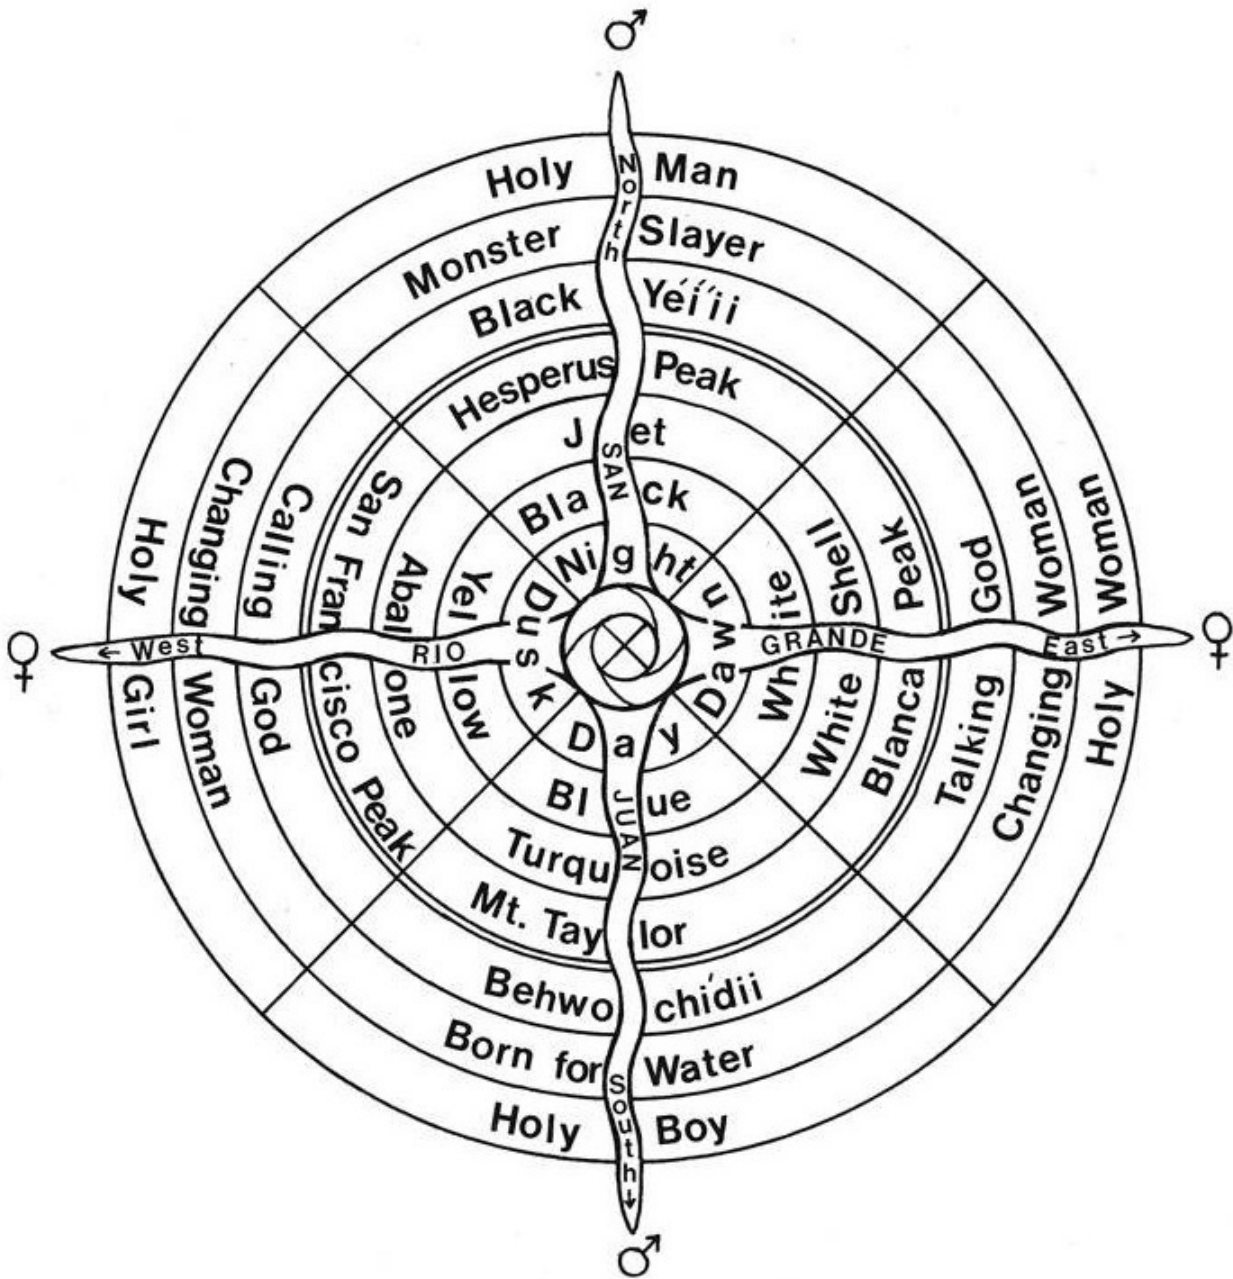 ♂
North
Holy Man
Monster Slayer
Black Yéíi'ii
Hesperus Peak
Jet
Black
Night
SAN
♀
← West
RIO
Holy Girl
Changing Woman
Calling God
San Francisco Peak
Abalone
Yellow
Dusk
Dawn
White
White Shell
Blanca Peak
Talking God
Changing Woman
Holy Woman
GRANDE
East →
♀
Day
Blue
Turquoise
Mt. Taylor
Behwochídii
Born for Water
Holy Boy
JUAN
South →
♂